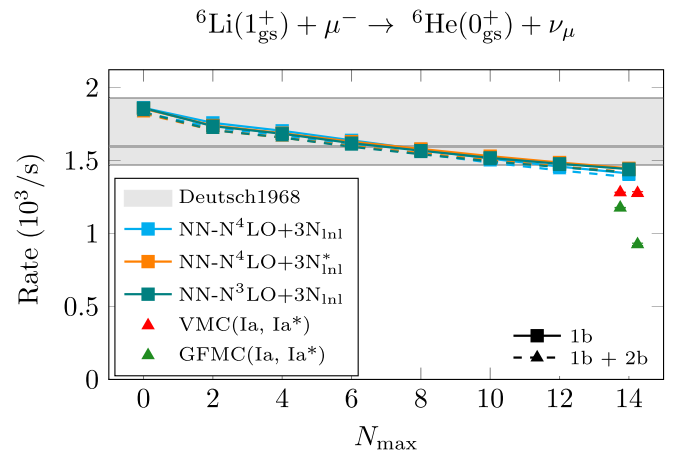 ⁶Li(1⁺gs) + μ⁻ → ⁶He(0⁺gs) + νμ
2
1.5
1
0.5
0
Rate (10³/s)
Deutsch1968
NN-N⁴LO+3Nlnl
NN-N⁴LO+3N*lnl
NN-N³LO+3Nlnl
VMC(Ia, Ia*)
GFMC(Ia, Ia*)
1b
1b + 2b
0 2 4 6 8 10 12 14
Nmax